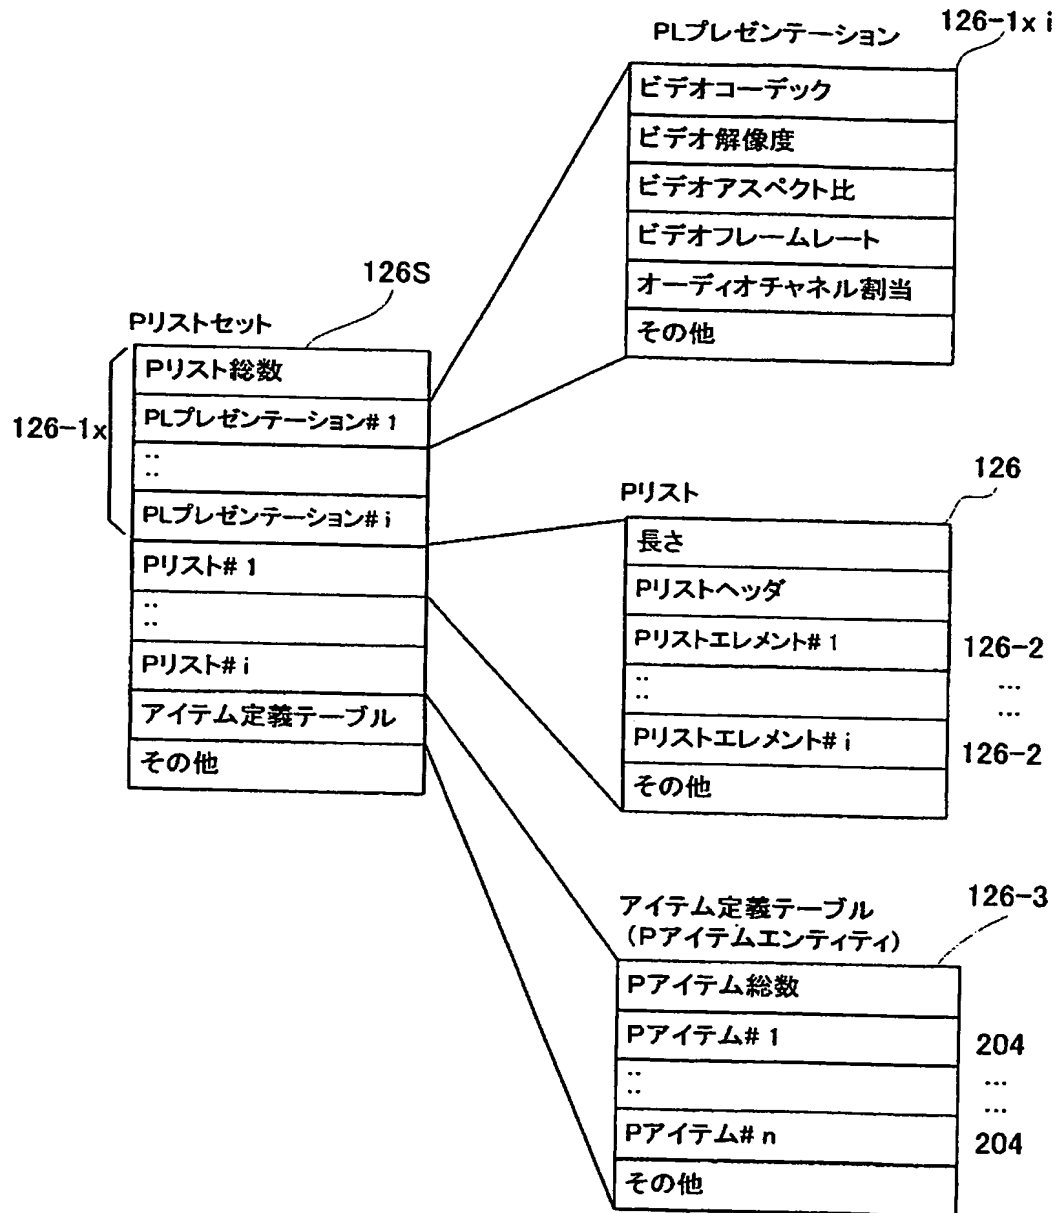 126-1x i
PLプレゼンテーション
ビデオコーデック
ビデオ解像度
ビデオアスペクト比
ビデオフレームレート
オーディオチャネル割当
その他
126S
Pリストセット
Pリスト総数
PLプレゼンテーション#1
::
PLプレゼンテーション#i
Pリスト#1
::
Pリスト#i
アイテム定義テーブル
その他
126-1x
126
Pリスト
長さ
Pリストヘッダ
Pリストエレメント#1
126-2
::
...
...
Pリストエレメント#i
126-2
その他
126-3
アイテム定義テーブル
(Pアイテムエンティティ)
Pアイテム総数
Pアイテム#1
204
::
...
...
Pアイテム#n
204
その他